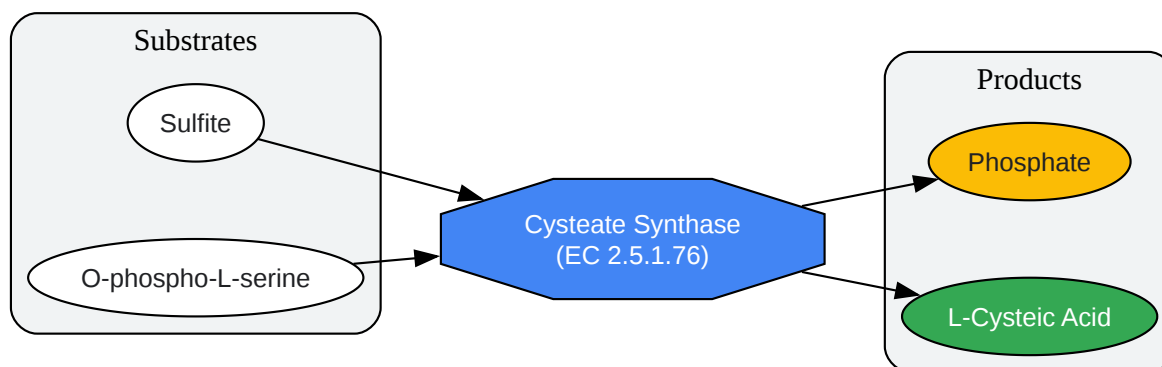 Substrates
Sulfite
O-phospho-L-serine
Cysteate Synthase
(EC 2.5.1.76)
Products
Phosphate
L-Cysteic Acid